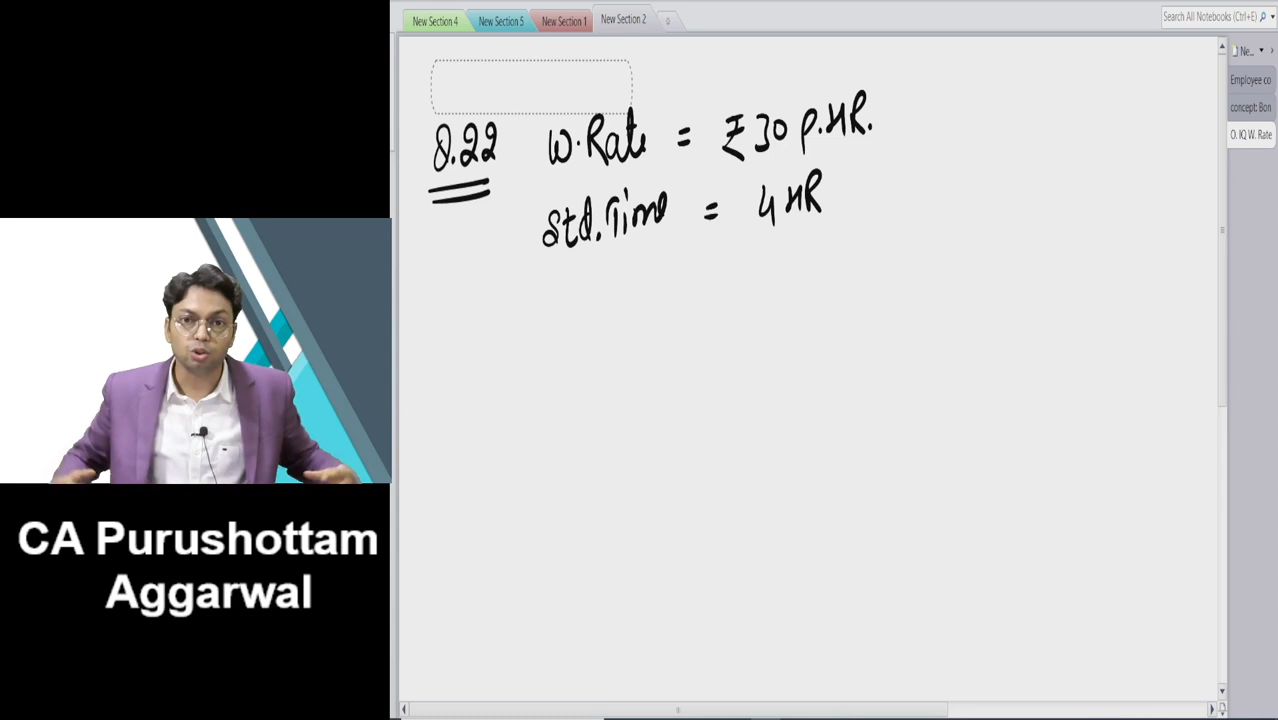 New Section 4
New Section 5
New Section 1
New Section 2
Search All Notebooks (Ctrl+E)
Ne...
Employee co
concept: Bon
Q. IQ W. Rate
Q.22 W.Rate = ₹30 P.HR.
Std.Time = 4 HR
CA Purushottam
Aggarwal